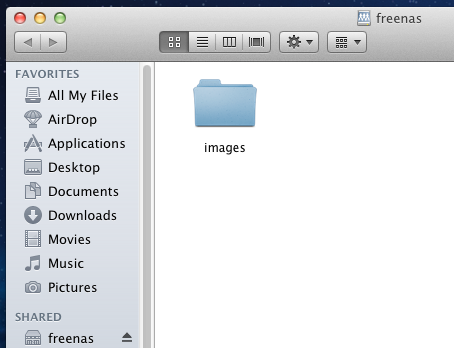 freenas
FAVORITES
All My Files
AirDrop
Applications
Desktop
Documents
Downloads
Movies
Music
Pictures
SHARED
freenas
images